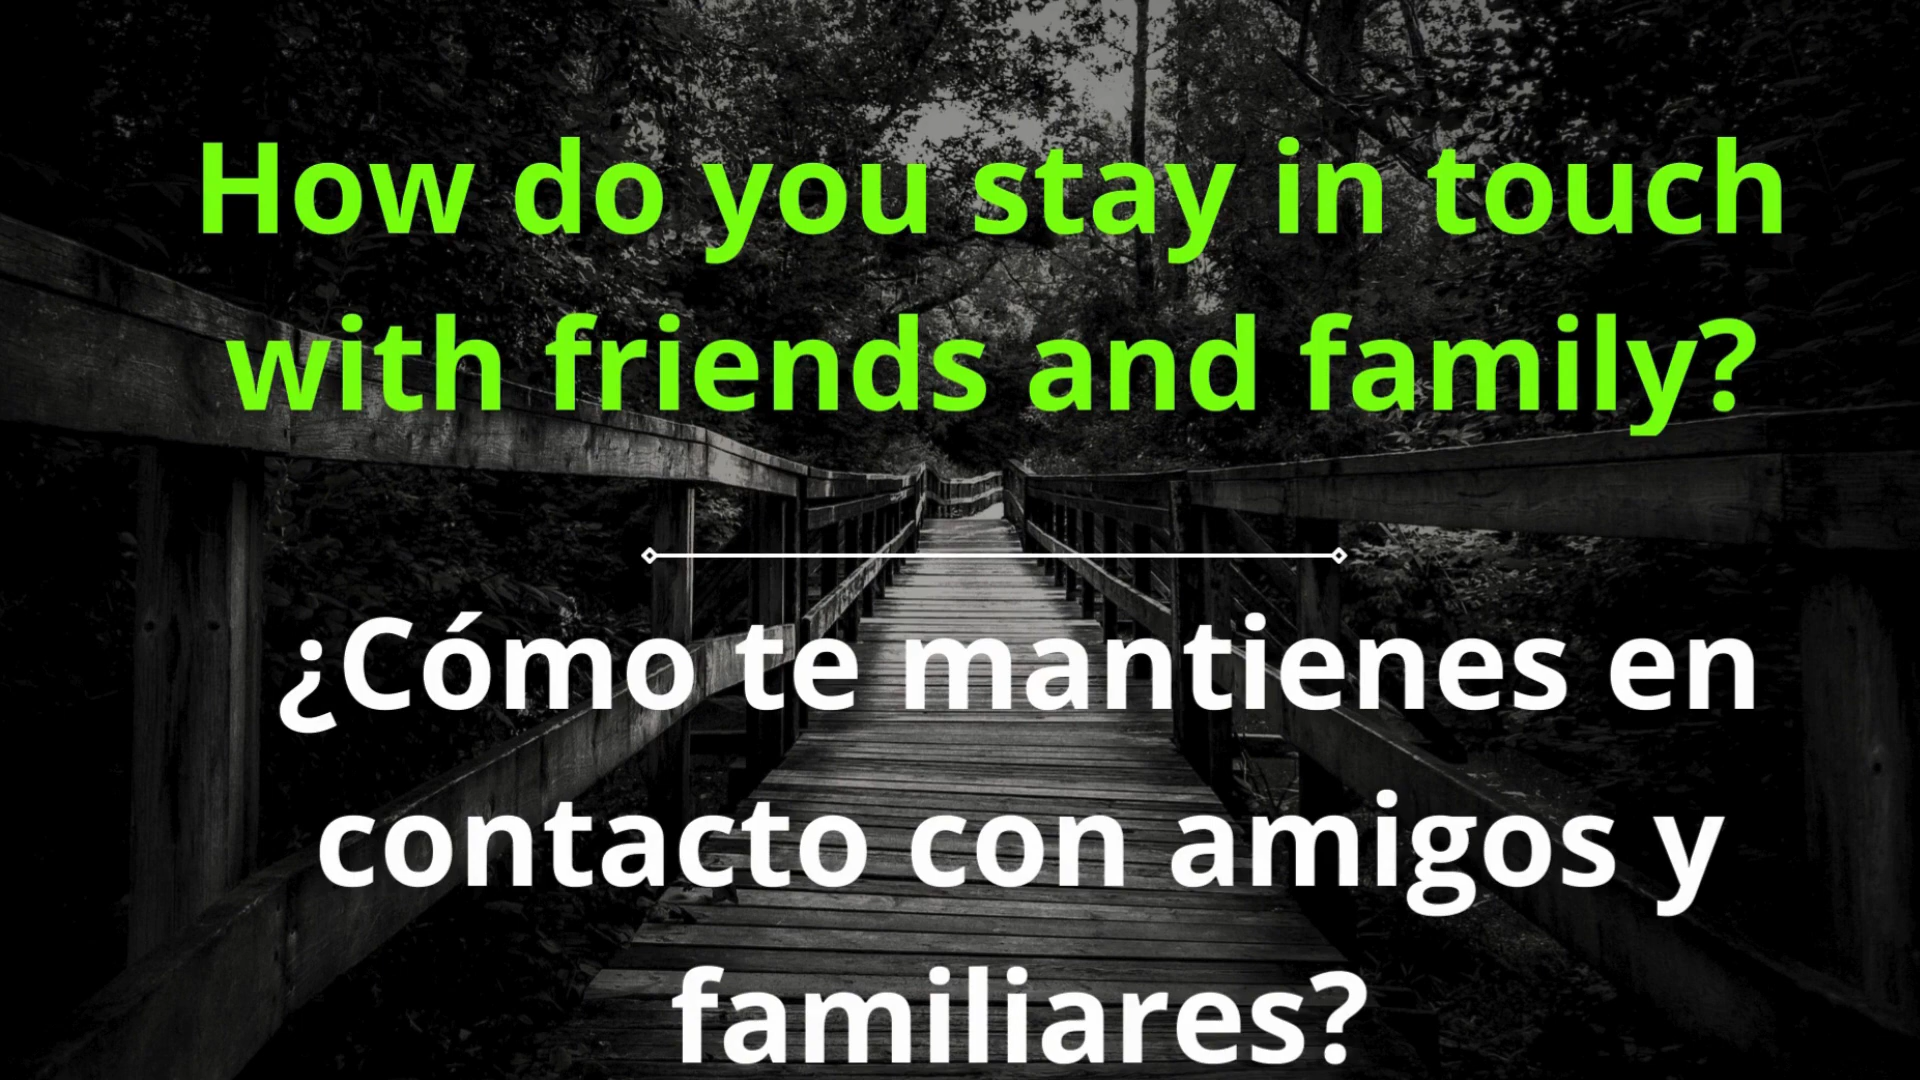 How do you stay in touch
with friends and family?
¿Cómo te mantienes en
contacto con amigos y
familiares?